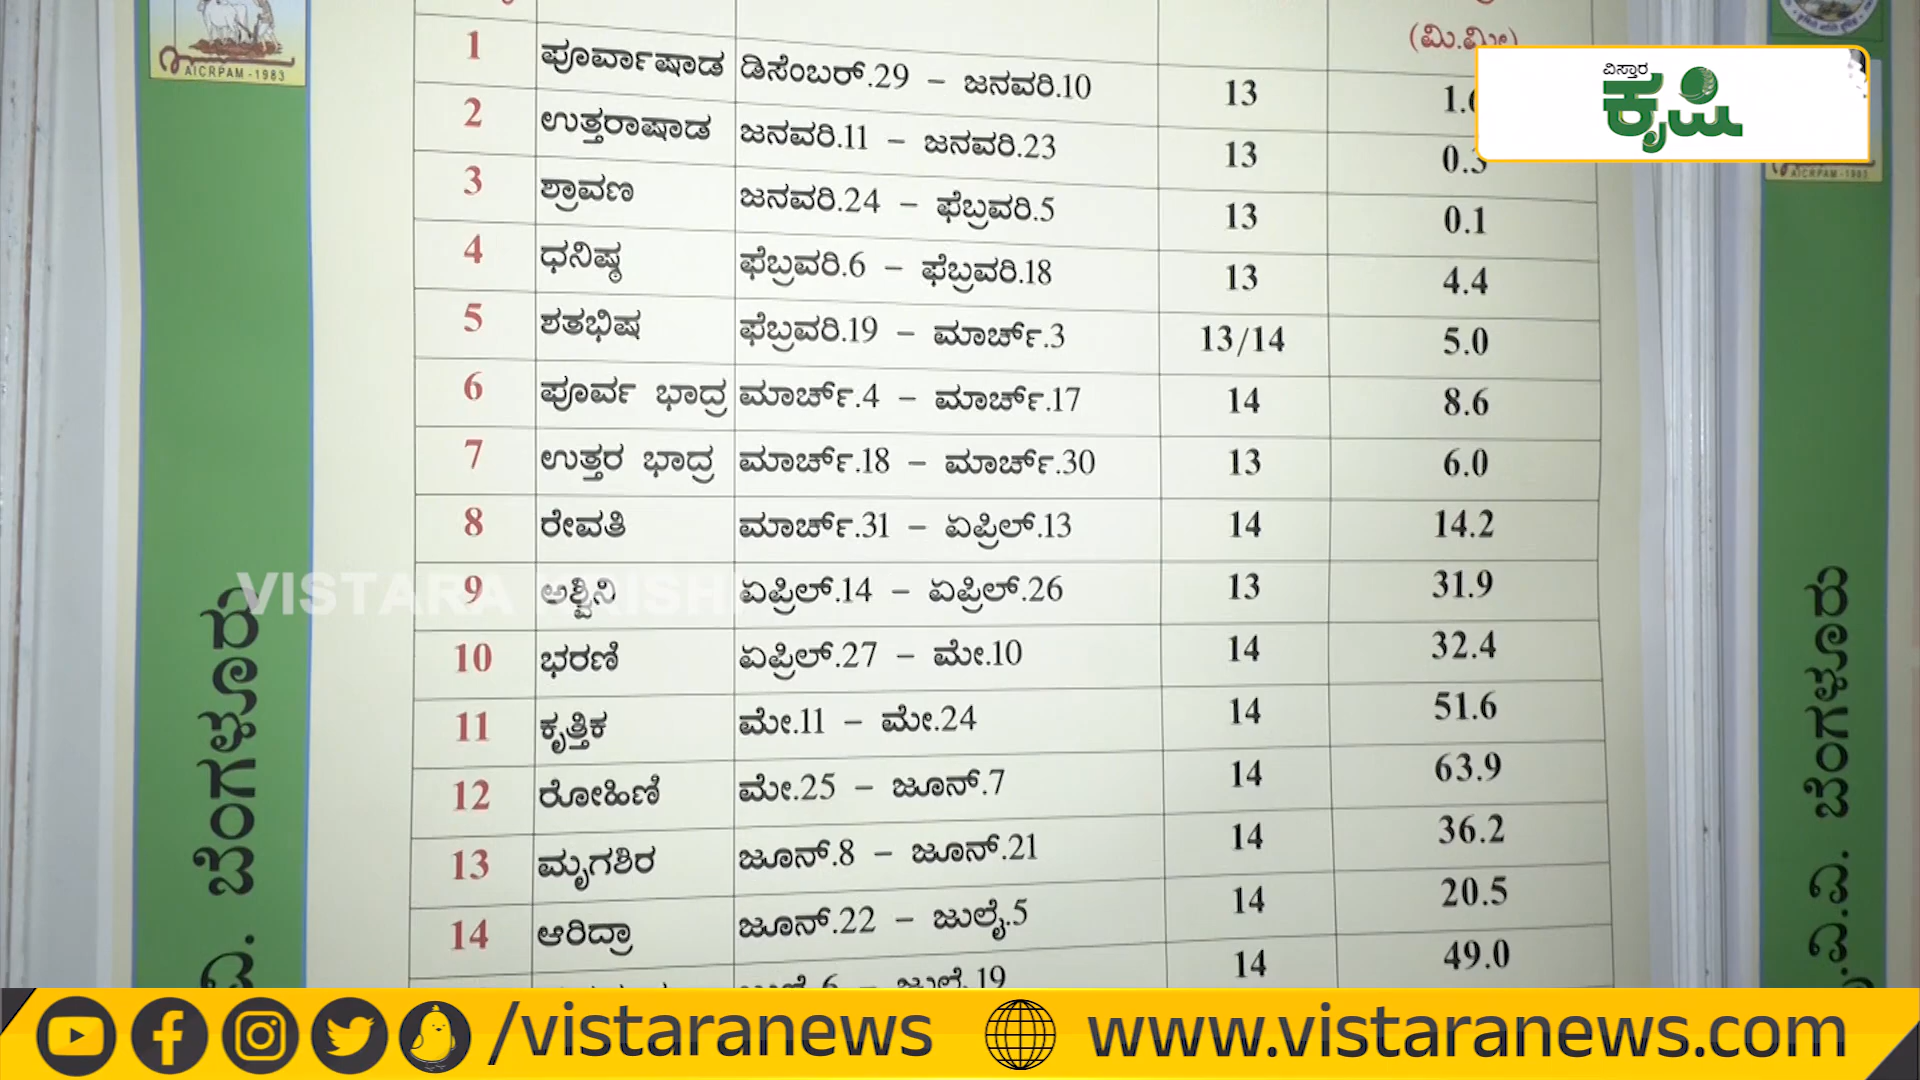 AICRPAM - 1983
(ಮಿ.ಮೀ)
ವಿಸ್ತಾರ
ಕೃಷಿ
AICRPAM - 1983
1 ಪೂರ್ವಾಷಾಡ ಡಿಸೆಂಬರ್.29 – ಜನವರಿ.10 13
2 ಉತ್ತರಾಷಾಡ ಜನವರಿ.11 – ಜನವರಿ.23 13 0.3
3 ಶ್ರಾವಣ ಜನವರಿ.24 – ಫೆಬ್ರವರಿ.5 13 0.1
4 ಧನಿಷ್ಠ ಫೆಬ್ರವರಿ.6 – ಫೆಬ್ರವರಿ.18 13 4.4
5 ಶತಭಿಷ ಫೆಬ್ರವರಿ.19 – ಮಾರ್ಚ್.3 13/14 5.0
6 ಪೂರ್ವ ಭಾದ್ರ ಮಾರ್ಚ್.4 – ಮಾರ್ಚ್.17 14 8.6
7 ಉತ್ತರ ಭಾದ್ರ ಮಾರ್ಚ್.18 – ಮಾರ್ಚ್.30 13 6.0
8 ರೇವತಿ ಮಾರ್ಚ್.31 – ಏಪ್ರಿಲ್.13 14 14.2
9 ಅಶ್ವಿನಿ ಏಪ್ರಿಲ್.14 – ಏಪ್ರಿಲ್.26 13 31.9
10 ಭರಣಿ ಏಪ್ರಿಲ್.27 – ಮೇ.10 14 32.4
11 ಕೃತ್ತಿಕ ಮೇ.11 – ಮೇ.24 14 51.6
12 ರೋಹಿಣಿ ಮೇ.25 – ಜೂನ್.7 14 63.9
13 ಮೃಗಶಿರ ಜೂನ್.8 – ಜೂನ್.21 14 36.2
14 ಆರಿದ್ರಾ ಜೂನ್.22 – ಜುಲೈ.5 14 20.5
ಜುಲೈ.6 – ಜುಲೈ.19 14 49.0
VISTARA KRISHI
ವಿ. ಬೆಂಗಳೂರು
ವಿ.ವಿ. ಬೆಂಗಳೂರು
/vistaranews www.vistaranews.com